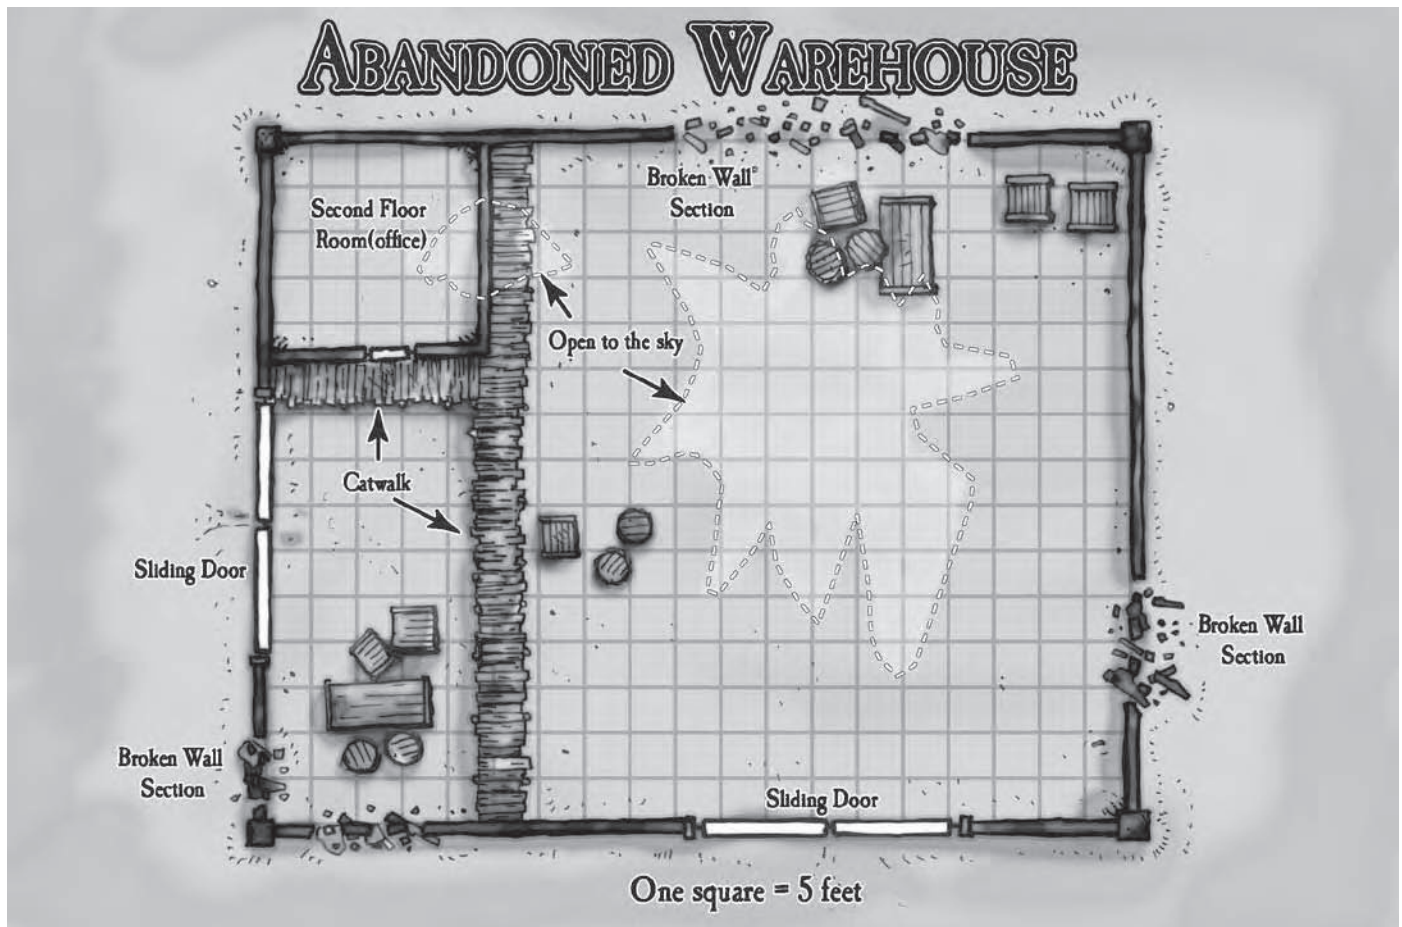 ABANDONED WAREHOUSE
Broken Wall
Section
Second Floor
Room(office)
Open to the sky
Catwalk
Sliding Door
Broken Wall
Section
Broken Wall
Section
Sliding Door
One square = 5 feet